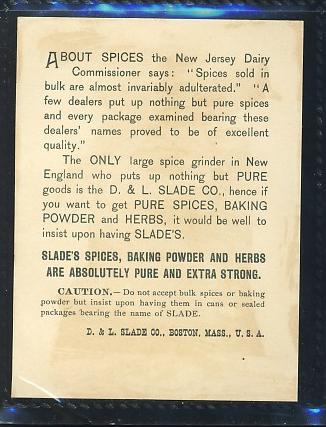 ABOUT SPICES the New Jersey Dairy
Commissioner says: "Spices sold in
bulk are almost invariably adulterated." "A
few dealers put up nothing but pure spices
and every package examined bearing these
dealers' names proved to be of excellent
quality."
The ONLY large spice grinder in New
England who puts up nothing but PURE
goods is the D. & L. SLADE CO., hence if
you want to get PURE SPICES, BAKING
POWDER and HERBS, it would be well to
insist upon having SLADE'S.
SLADE'S SPICES, BAKING POWDER AND HERBS
ARE ABSOLUTELY PURE AND EXTRA STRONG.
CAUTION.—Do not accept bulk spices or baking
powder but insist upon having them in cans or sealed
packages bearing the name of SLADE.
D. & L. SLADE CO., BOSTON, MASS., U. S. A.